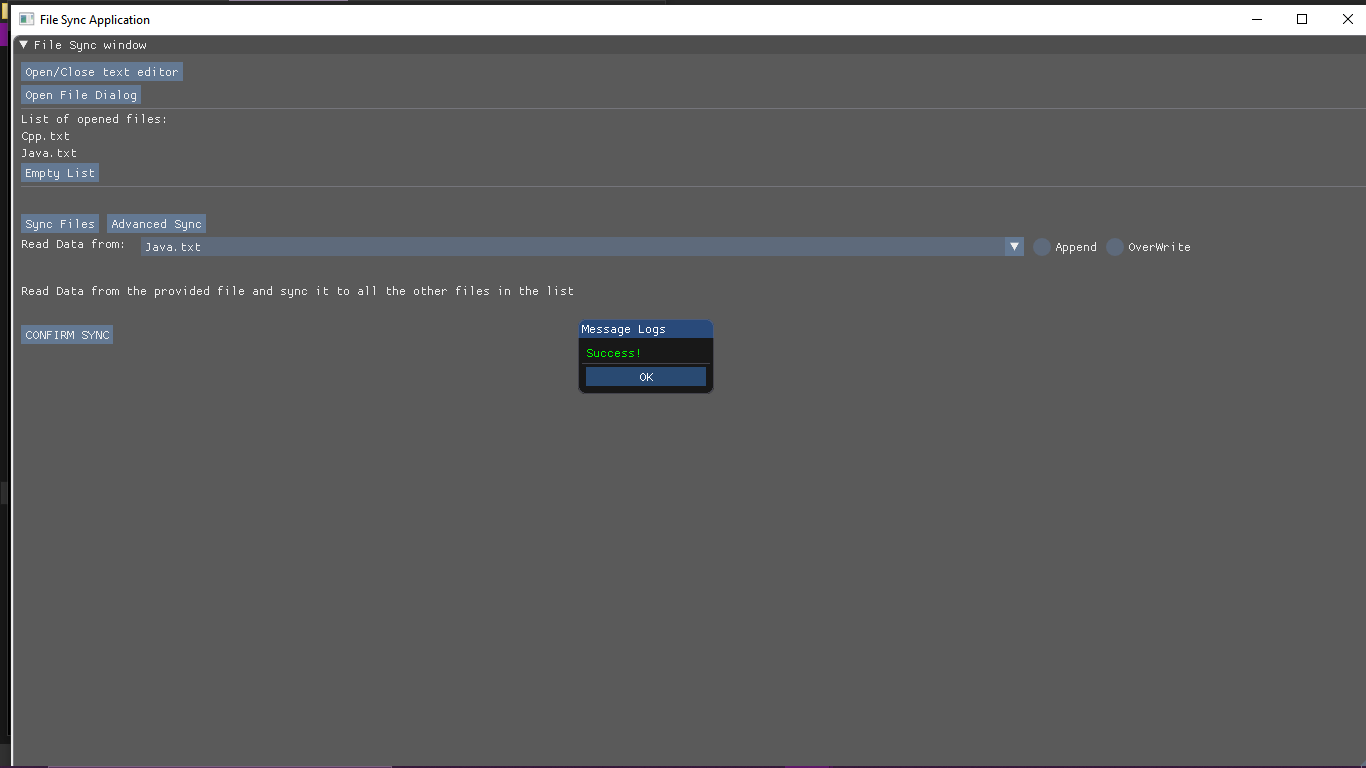 File Sync Application
File Sync window
Open/Close text editor
Open File Dialog
List of opened files:
Cpp.txt
Java.txt
Empty List
Sync Files Advanced Sync
Read Data from: Java.txt Append OverWrite
Read Data from the provided file and sync it to all the other files in the list
CONFIRM SYNC
Message Logs
Success!
OK